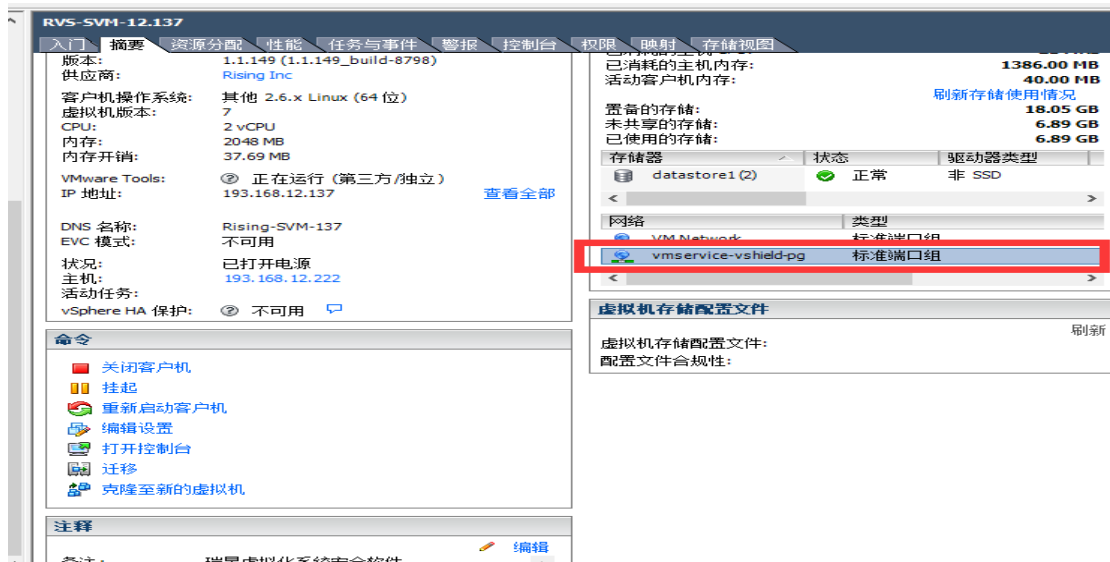 RVS-SVM-12.137
入门 摘要 资源分配 性能 任务与事件 警报 控制台 权限 映射 存储视图
版本: 1.1.149 (1.1.149_build-8798)
供应商: Rising Inc
客户机操作系统: 其他 2.6.x Linux (64 位)
虚拟机版本: 7
CPU: 2 vCPU
内存: 2048 MB
内存开销: 37.69 MB
VMware Tools: 正在运行 (第三方/独立)
IP 地址: 193.168.12.137 查看全部
DNS 名称: Rising-SVM-137
EVC 模式: 不可用
状况: 已打开电源
主机: 193.168.12.222
活动任务:
vSphere HA 保护: 不可用
命令
关闭客户机
挂起
重新启动客户机
编辑设置
打开控制台
迁移
克隆至新的虚拟机
注释
编辑
备注: 瑞星虚拟化系统安全软件
已消耗的主机内存: 1386.00 MB
活动客户机内存: 40.00 MB
刷新存储使用情况
置备的存储: 18.05 GB
未共享的存储: 6.89 GB
已使用的存储: 6.89 GB
存储器 状态 驱动器类型
datastore1 (2) 正常 非 SSD
网络 类型
VM Network 标准端口组
vmservice-vshield-pg 标准端口组
虚拟机存储配置文件
刷新
虚拟机存储配置文件:
配置文件合规性: